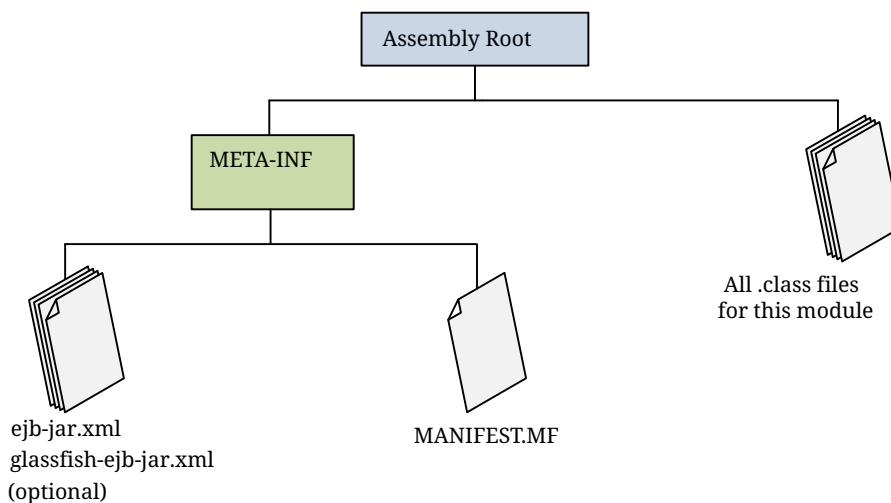 Assembly Root
META-INF
All .class files
for this module
ejb-jar.xml
glassfish-ejb-jar.xml
(optional)
MANIFEST.MF